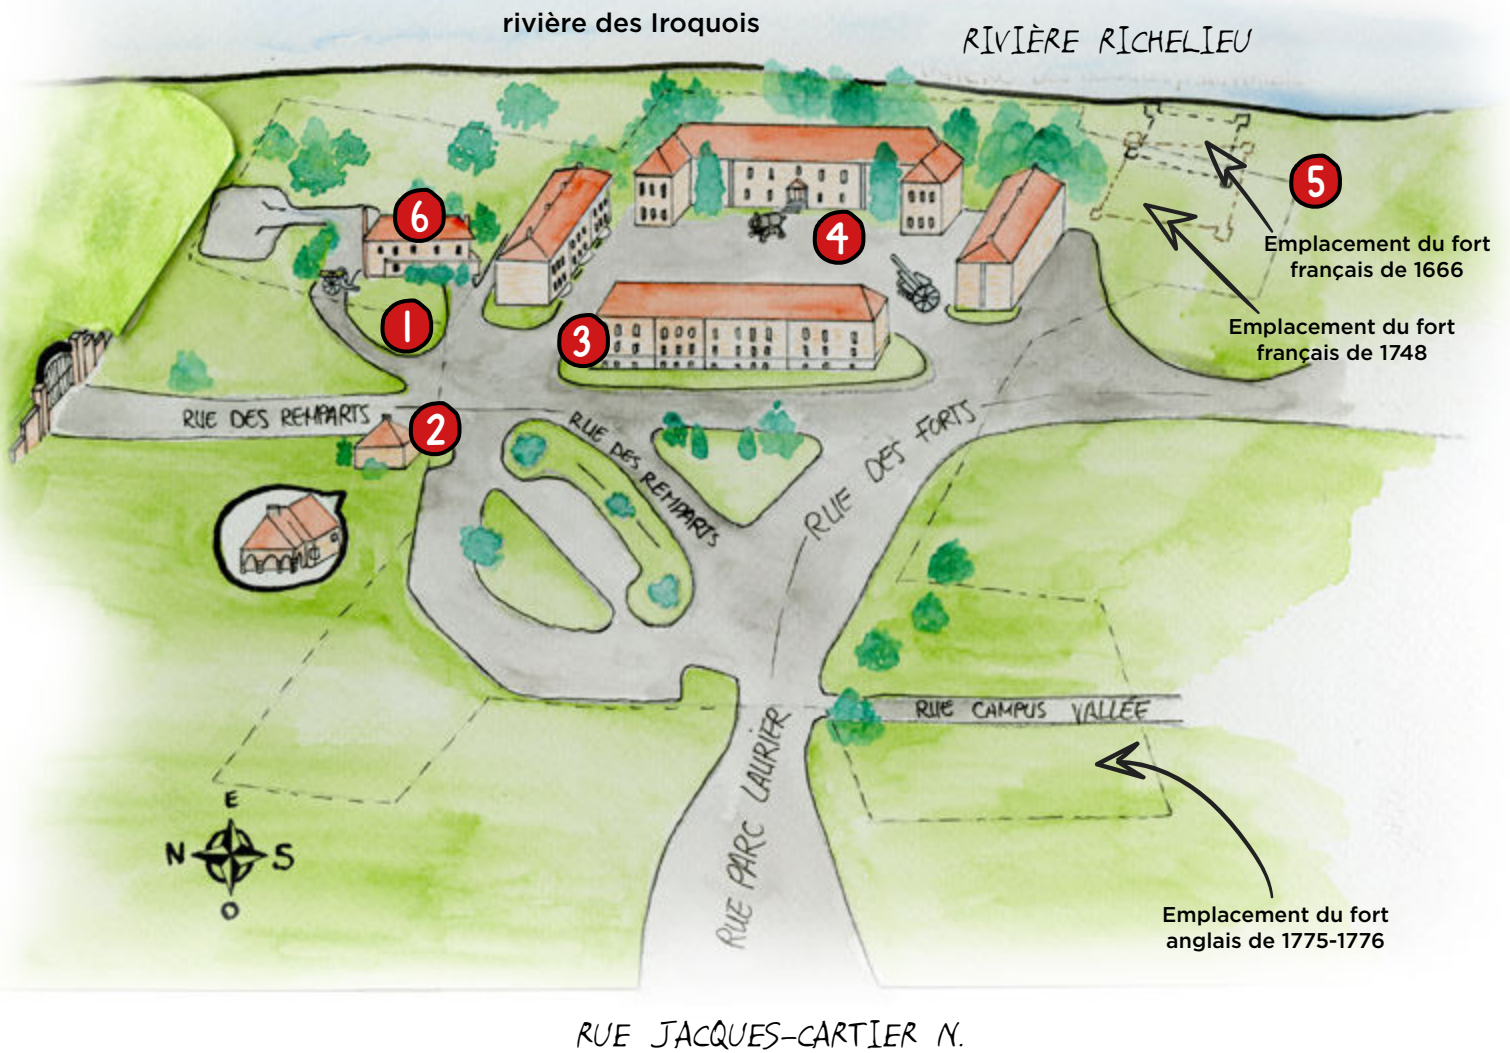 rivière des Iroquois
RIVIÈRE RICHELIEU
5
6
4
Emplacement du fort
français de 1666
1
3
Emplacement du fort
français de 1748
RUE DES REMPARTS
2
RUE DES REMPARTS
RUE DES FORTS
RUE CAMPUS VALLÉE
RUE PARC LAURIER
E
N
S
O
Emplacement du fort
anglais de 1775-1776
RUE JACQUES-CARTIER N.